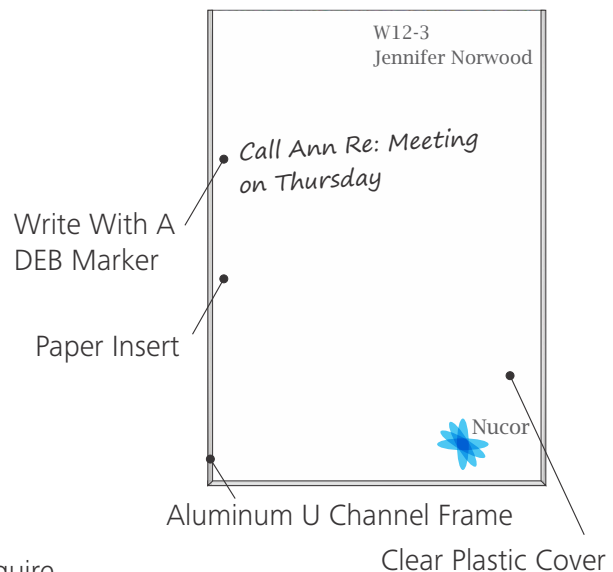 W12-3
Jennifer Norwood
Call Ann Re: Meeting
on Thursday
Write With A
DEB Marker
Paper Insert
Nucor
Aluminum U Channel Frame
Clear Plastic Cover